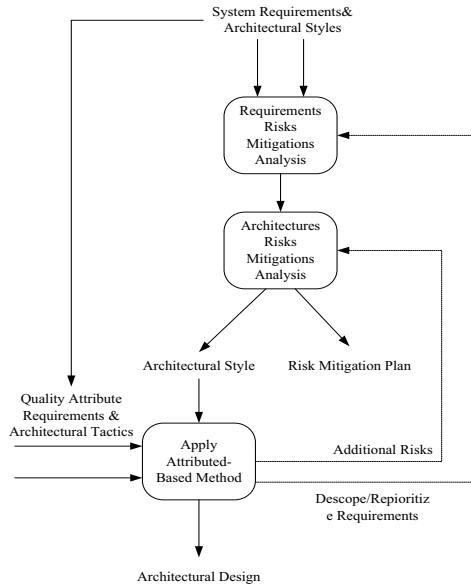 System Requirements&
Architectural Styles
Requirements
Risks
Mitigations
Analysis
Architectures
Risks
Mitigations
Analysis
Architectural Style
Risk Mitigation Plan
Quality Attribute
Requirements &
Architectural Tactics
Apply
Attributed-
Based Method
Additional Risks
Descope/Repioritiz
e Requirements
Architectural Design